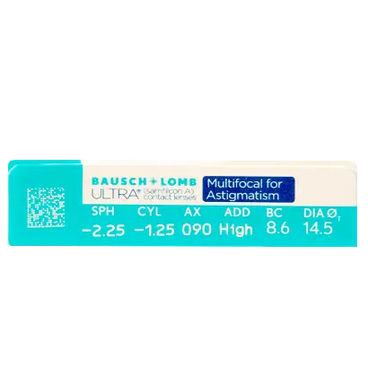 BAUSCH + LOMB
ULTRA® (samfilcon A)
contact lenses
Multifocal for
Astigmatism
SPH CYL AX ADD BC DIA Ø
-2.25 -1.25 090 High 8.6 14.5